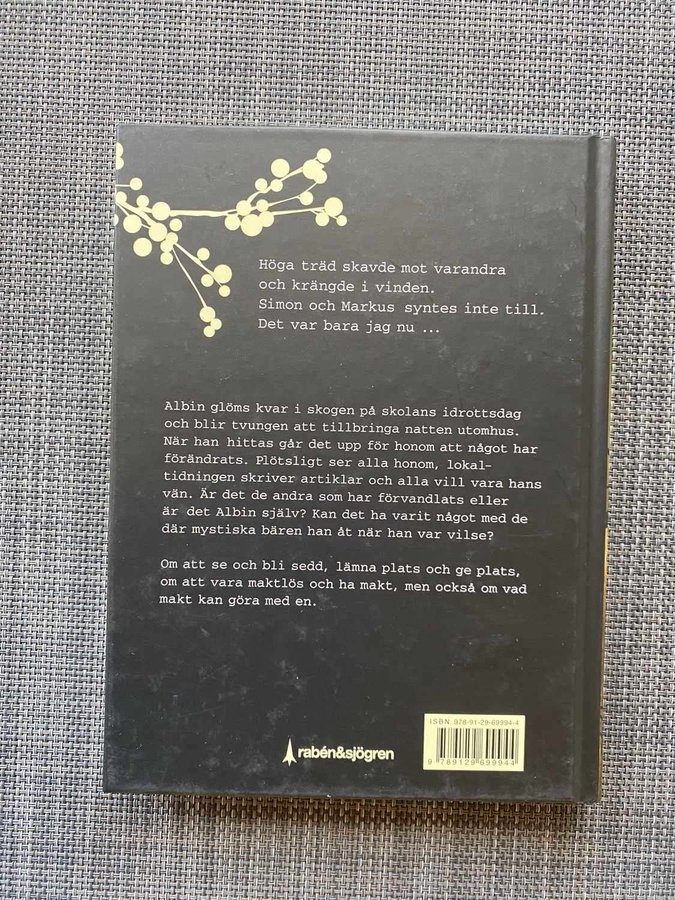 Höga träd skavde mot varandra
och krängde i vinden.
Simon och Markus syntes inte till.
Det var bara jag nu ...
Albin glöms kvar i skogen på skolans idrottsdag
och blir tvungen att tillbringa natten utomhus.
När han hittas går det upp för honom att något har
förändrats. Plötsligt ser alla honom, lokal-
tidningen skriver artiklar och alla vill vara hans
vän. Är det de andra som har förvandlats eller
är det Albin själv? Kan det ha varit något med de
där mystiska bären han åt när han var vilse?
Om att se och bli sedd, lämna plats och ge plats,
om att vara maktlös och ha makt, men också om vad
makt kan göra med en.
ISBN 978-91-29-69994-4
9 789129 699944
rabén&sjögren